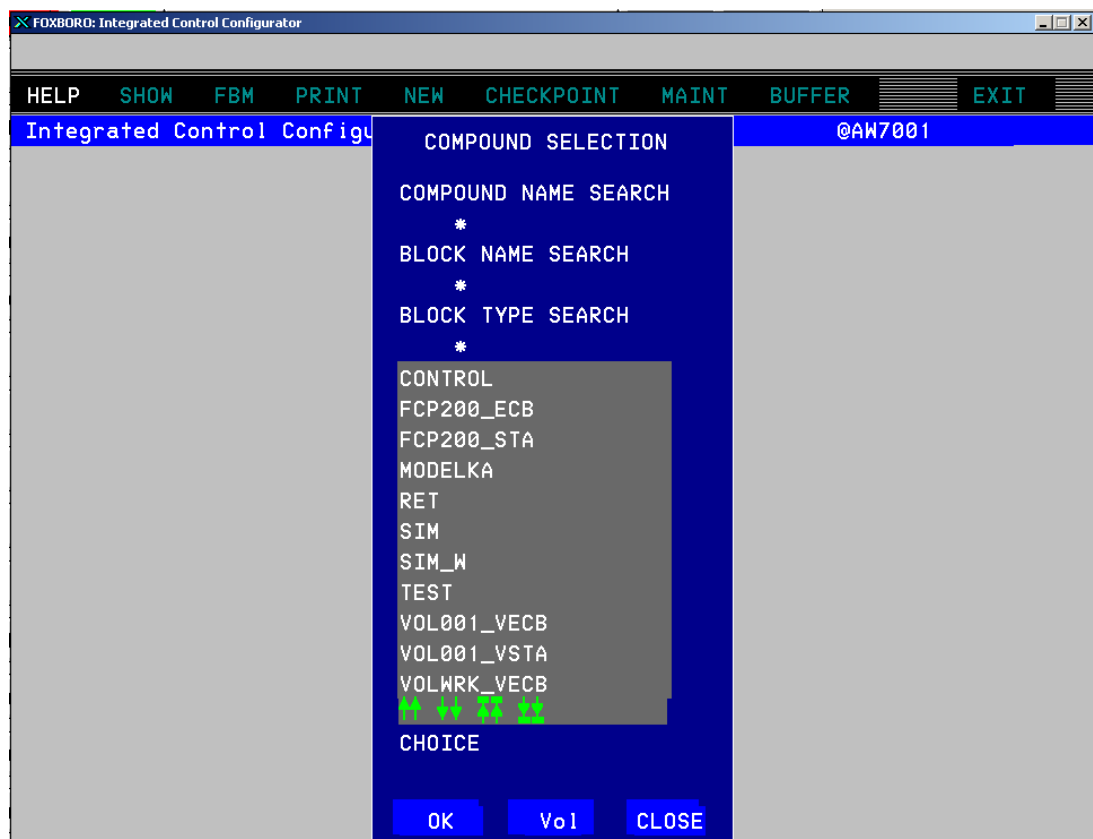 FOXBORO: Integrated Control Configurator
HELP SHOW FBM PRINT NEW CHECKPOINT MAINT BUFFER EXIT
Integrated Control Configu @AW7001
COMPOUND SELECTION
COMPOUND NAME SEARCH
*
BLOCK NAME SEARCH
*
BLOCK TYPE SEARCH
*
CONTROL
FCP200_ECB
FCP200_STA
MODELKA
RET
SIM
SIM_W
TEST
VOL001_VECB
VOL001_VSTA
VOLWRK_VECB
CHOICE
OK Vol CLOSE